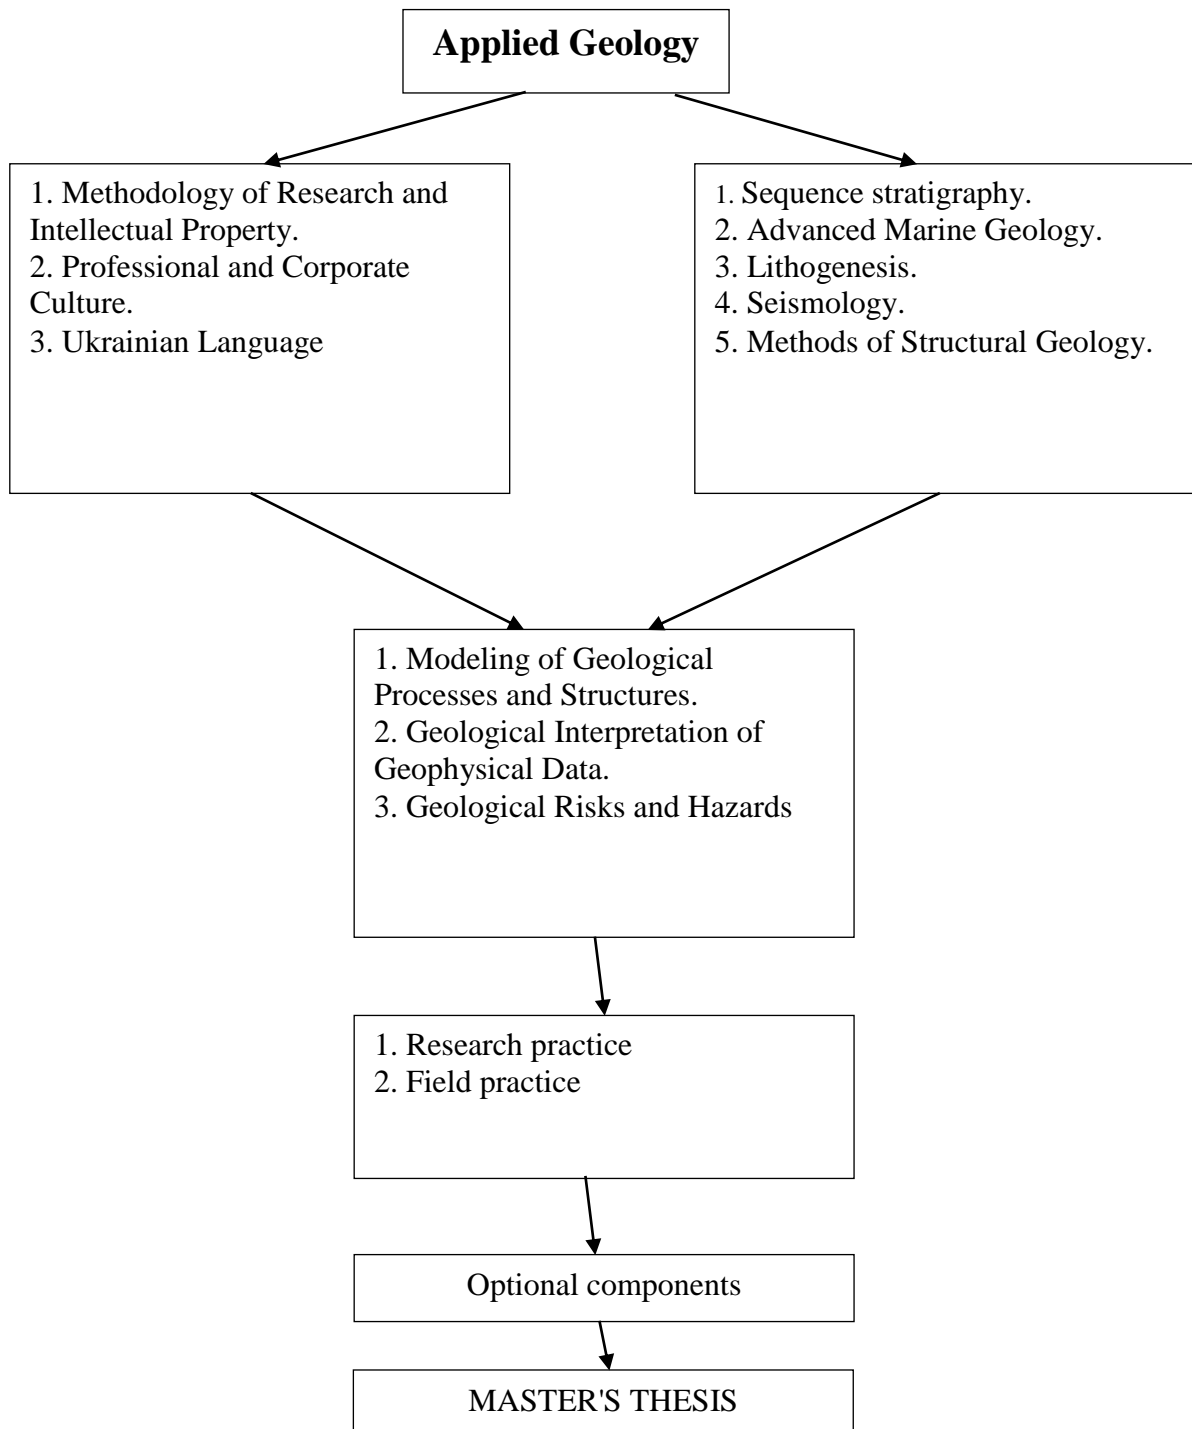 Applied Geology
1. Methodology of Research and
Intellectual Property.
2. Professional and Corporate
Culture.
3. Ukrainian Language
1. Sequence stratigraphy.
2. Advanced Marine Geology.
3. Lithogenesis.
4. Seismology.
5. Methods of Structural Geology.
1. Modeling of Geological
Processes and Structures.
2. Geological Interpretation of
Geophysical Data.
3. Geological Risks and Hazards
1. Research practice
2. Field practice
Optional components
MASTER'S THESIS